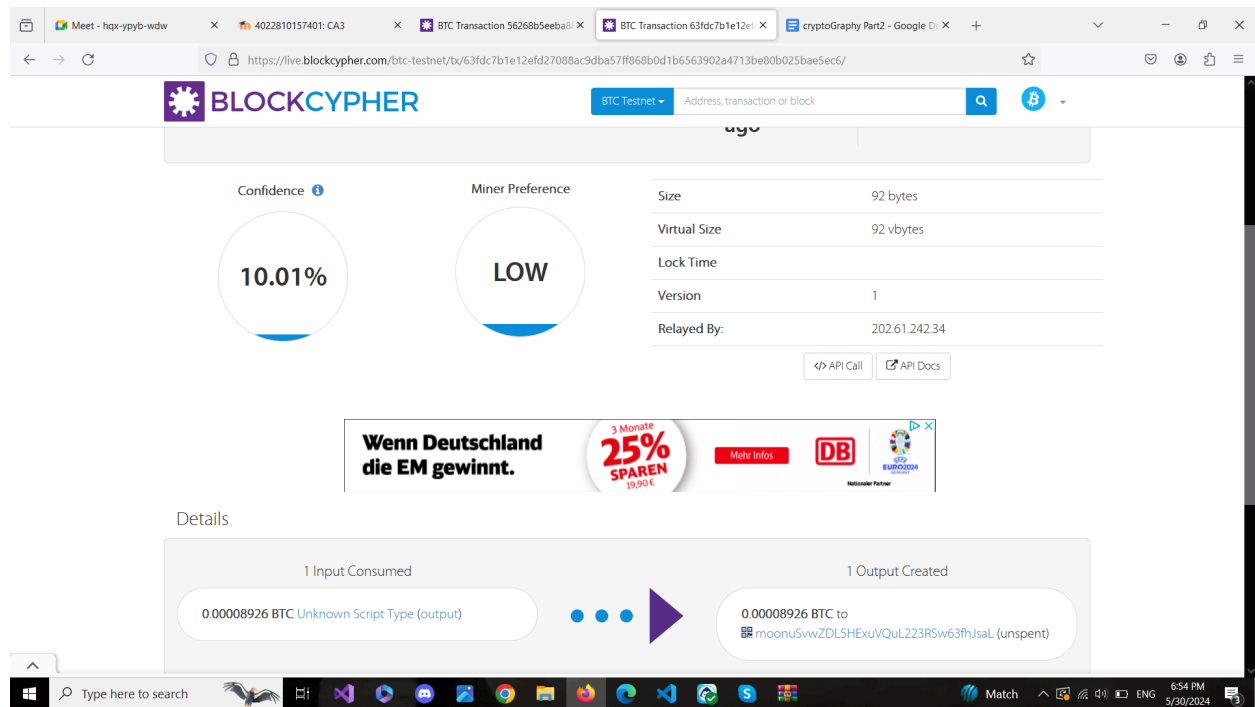 Meet - hqx-ypyb-wdw
4022810157401: CA3
BTC Transaction 56268b5eeba8
BTC Transaction 63fdc7b1e12ef
cryptoGraphy Part2 - Google Do
https://live.blockcypher.com/btc-testnet/tx/63fdc7b1e12efd27088ac9dba57ff868b0d1b6563902a4713be80b025bae5ec6/
BLOCKCYPHER
BTC Testnet
Address, transaction or block
ago
Confidence
Miner Preference
10.01%
LOW
Size 92 bytes
Virtual Size 92 vbytes
Lock Time
Version 1
Relayed By: 202.61.242.34
</> API Call
API Docs
Wenn Deutschland
die EM gewinnt.
3 Monate
25%
SPAREN
19,90 €
Mehr Infos
DB
EURO2024
GERMANY
Nationaler Partner
Details
1 Input Consumed
1 Output Created
0.00008926 BTC Unknown Script Type (output)
0.00008926 BTC to
moonuSvwZDL5HExuVQuL223RSw63fhJsaL (unspent)
Type here to search
Match
ENG
6:54 PM
5/30/2024
3